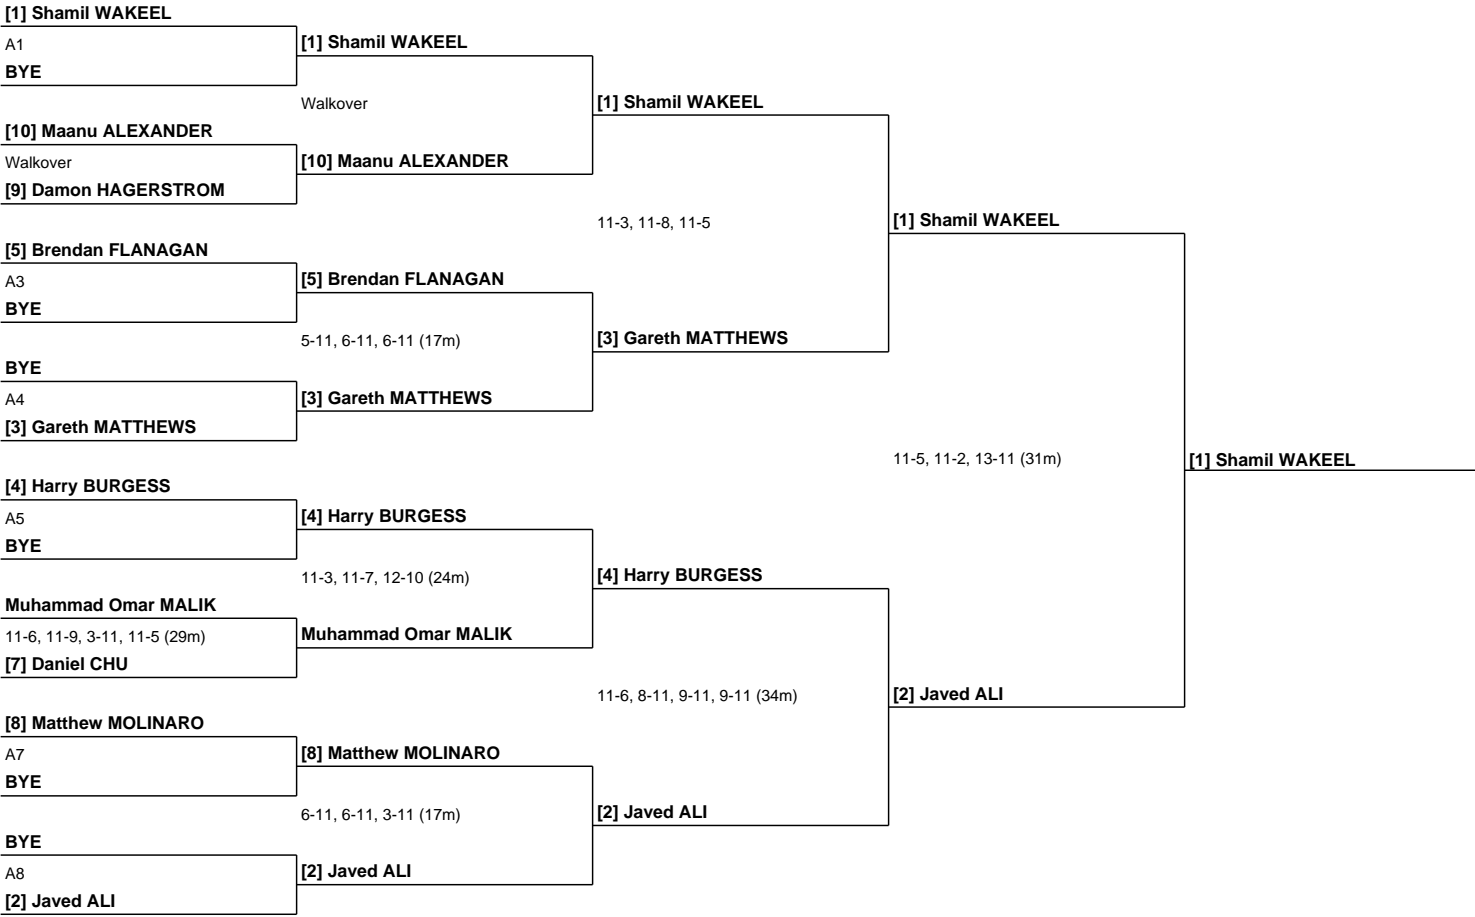 [1] Shamil WAKEEL
A1
BYE
[10] Maanu ALEXANDER
Walkover
[9] Damon HAGERSTROM
[5] Brendan FLANAGAN
A3
BYE
BYE
A4
[3] Gareth MATTHEWS
[4] Harry BURGESS
A5
BYE
Muhammad Omar MALIK
11-6, 11-9, 3-11, 11-5 (29m)
[7] Daniel CHU
[8] Matthew MOLINARO
A7
BYE
BYE
A8
[2] Javed ALI
[1] Shamil WAKEEL
Walkover
[10] Maanu ALEXANDER
[5] Brendan FLANAGAN
5-11, 6-11, 6-11 (17m)
[3] Gareth MATTHEWS
[4] Harry BURGESS
11-3, 11-7, 12-10 (24m)
Muhammad Omar MALIK
[8] Matthew MOLINARO
6-11, 6-11, 3-11 (17m)
[2] Javed ALI
[1] Shamil WAKEEL
11-3, 11-8, 11-5
[3] Gareth MATTHEWS
[4] Harry BURGESS
11-6, 8-11, 9-11, 9-11 (34m)
[2] Javed ALI
[1] Shamil WAKEEL
11-5, 11-2, 13-11 (31m)
[2] Javed ALI
[1] Shamil WAKEEL